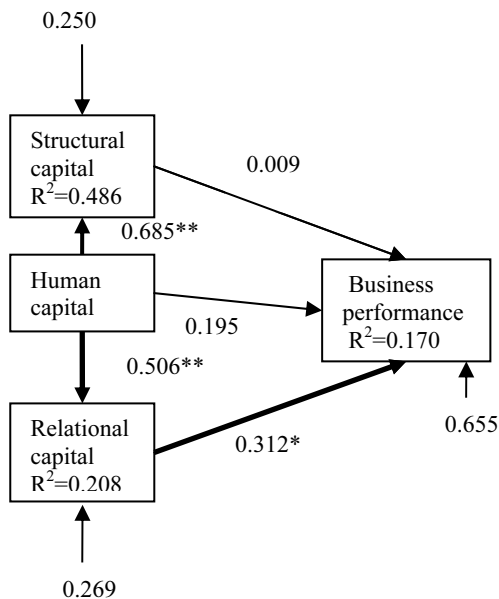 0.250
Structural
capital
R²=0.486
0.009
0.685**
Human
capital
Business
performance
R²=0.170
0.195
0.506**
Relational
capital
R²=0.208
0.312*
0.655
0.269